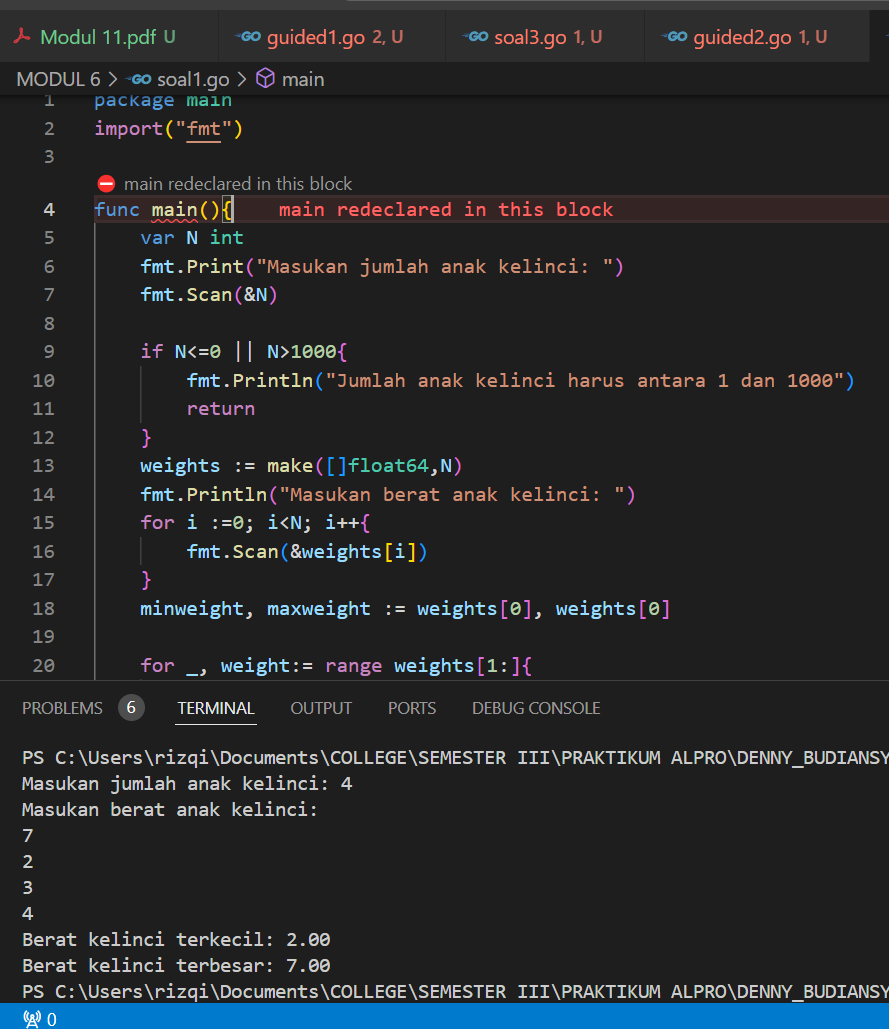 Modul 11.pdf U guided1.go 2, U soal3.go 1, U guided2.go 1, U
MODUL 6 > soal1.go > main
1 package main
2 import("fmt")
3
main redeclared in this block
4 func main(){ main redeclared in this block
5 var N int
6 fmt.Print("Masukan jumlah anak kelinci: ")
7 fmt.Scan(&N)
8
9 if N<=0 || N>1000{
10 fmt.Println("Jumlah anak kelinci harus antara 1 dan 1000")
11 return
12 }
13 weights := make([]float64,N)
14 fmt.Println("Masukan berat anak kelinci: ")
15 for i :=0; i<N; i++{
16 fmt.Scan(&weights[i])
17 }
18 minweight, maxweight := weights[0], weights[0]
19
20 for _, weight:= range weights[1:]{
PROBLEMS 6 TERMINAL OUTPUT PORTS DEBUG CONSOLE
PS C:\Users\rizqi\Documents\COLLEGE\SEMESTER III\PRAKTIKUM ALPRO\DENNY_BUDIANSY
Masukan jumlah anak kelinci: 4
Masukan berat anak kelinci:
7
2
3
4
Berat kelinci terkecil: 2.00
Berat kelinci terbesar: 7.00
PS C:\Users\rizqi\Documents\COLLEGE\SEMESTER III\PRAKTIKUM ALPRO\DENNY_BUDIANSY
0